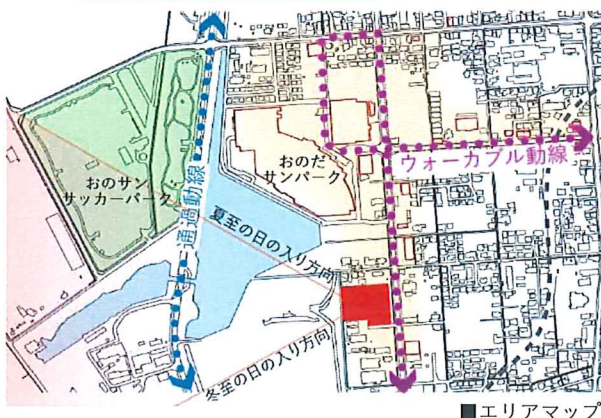 おのサン
サッカーパーク
通過動線
おのだ
サンパーク
ウォーカブル動線
夏至の日の入り方向
冬至の日の入り方向
■エリアマップ